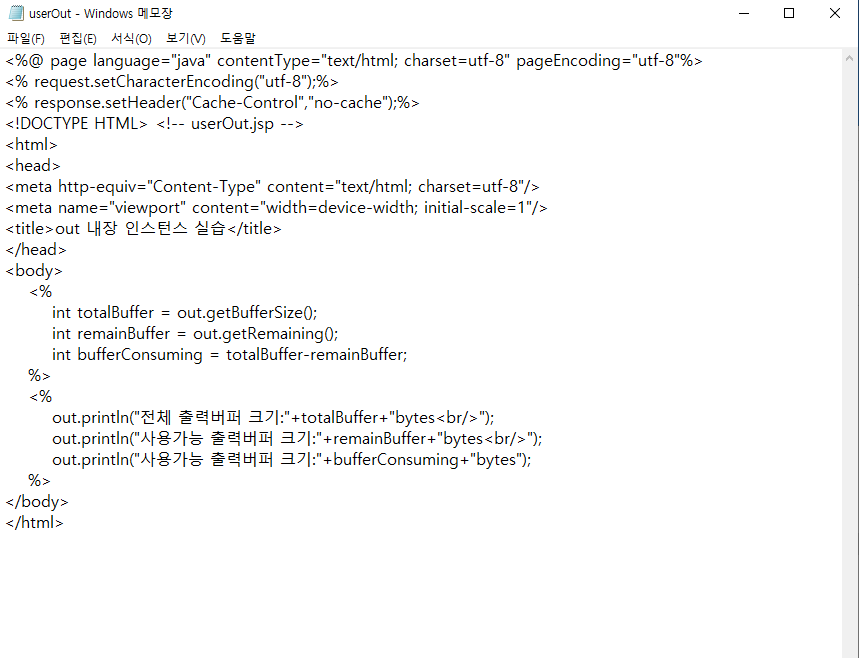 userOut - Windows 메모장
파일(F) 편집(E) 서식(O) 보기(V) 도움말
<%@ page language="java" contentType="text/html; charset=utf-8" pageEncoding="utf-8"%>
<% request.setCharacterEncoding("utf-8");%>
<% response.setHeader("Cache-Control","no-cache");%>
<!DOCTYPE HTML> <!-- userOut.jsp -->
<html>
<head>
<meta http-equiv="Content-Type" content="text/html; charset=utf-8"/>
<meta name="viewport" content="width=device-width; initial-scale=1"/>
<title>out 내장 인스턴스 실습</title>
</head>
<body>
<%
int totalBuffer = out.getBufferSize();
int remainBuffer = out.getRemaining();
int bufferConsuming = totalBuffer-remainBuffer;
%>
<%
out.println("전체 출력버퍼 크기:"+totalBuffer+"bytes<br/>");
out.println("사용가능 출력버퍼 크기:"+remainBuffer+"bytes<br/>");
out.println("사용가능 출력버퍼 크기:"+bufferConsuming+"bytes");
%>
</body>
</html>